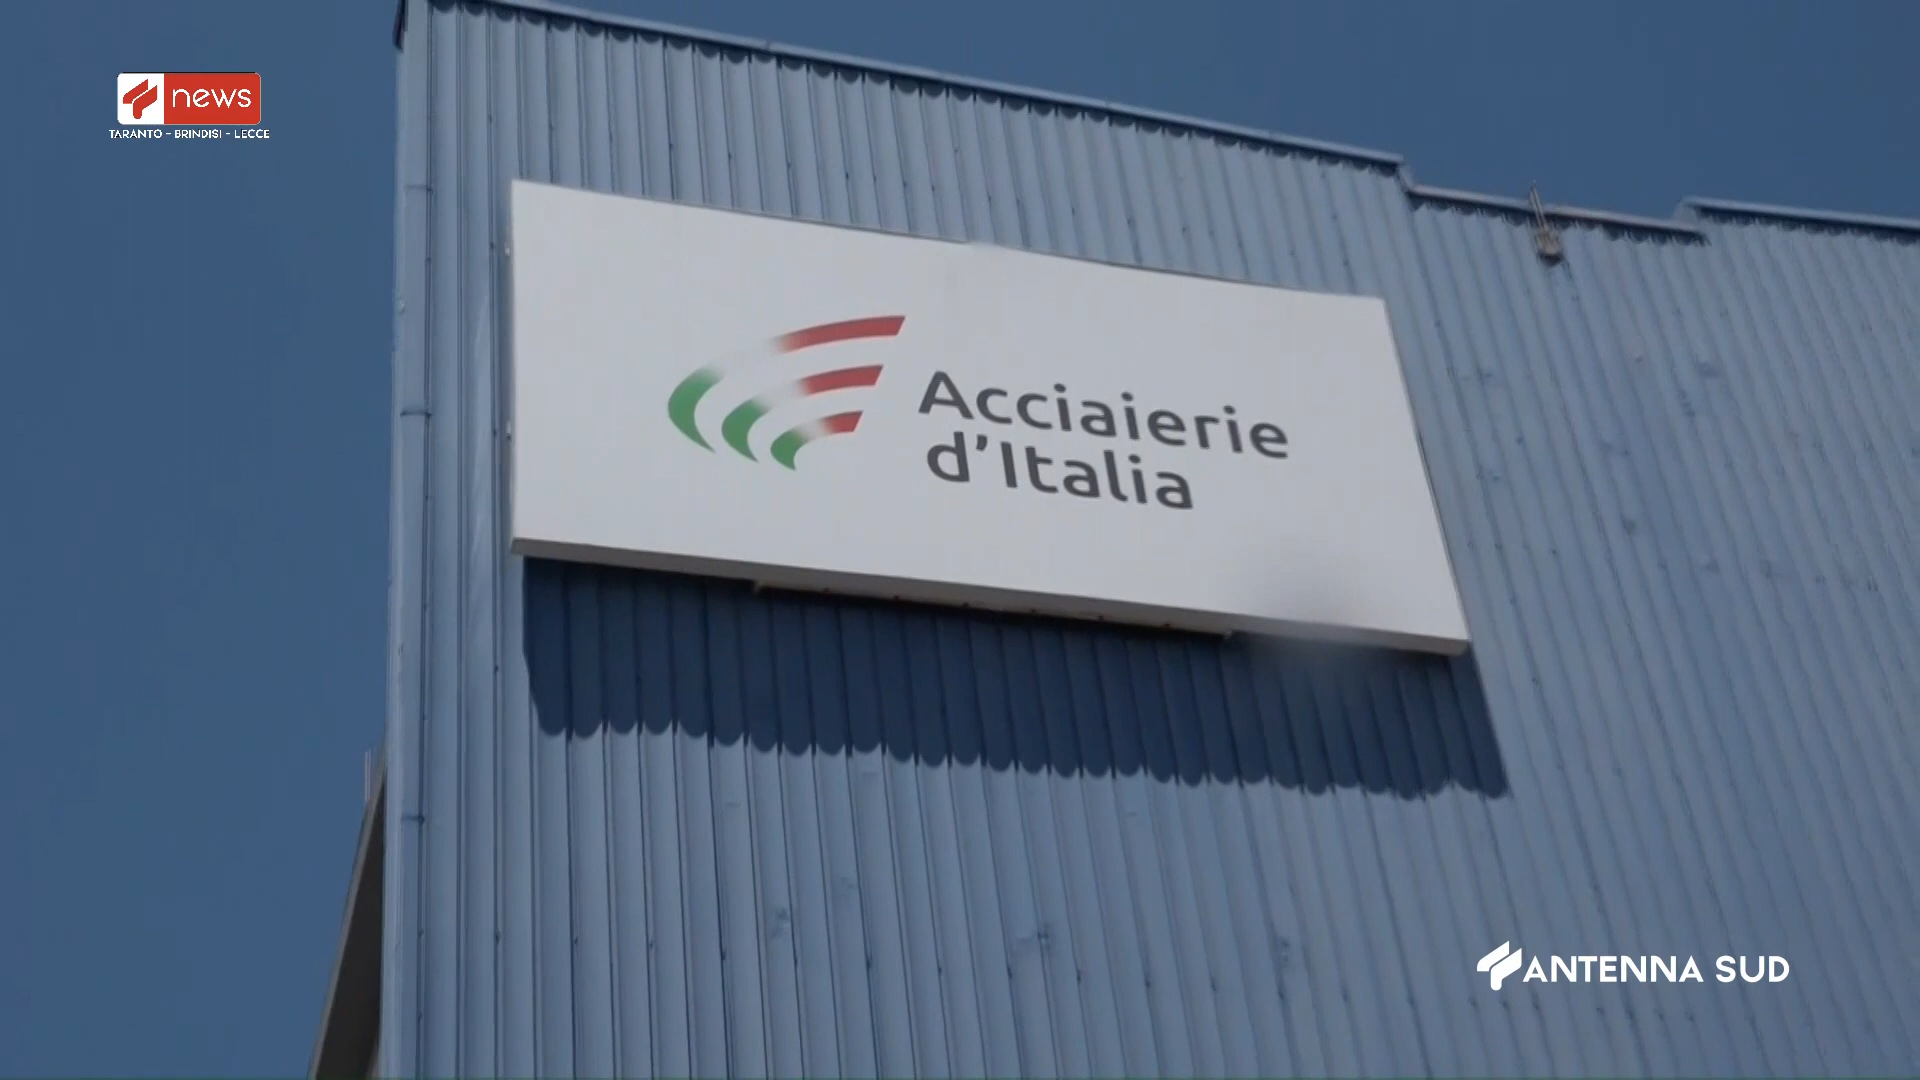 news
TARANTO - BRINDISI - LECCE
Acciaierie
d'Italia
ANTENNA SUD